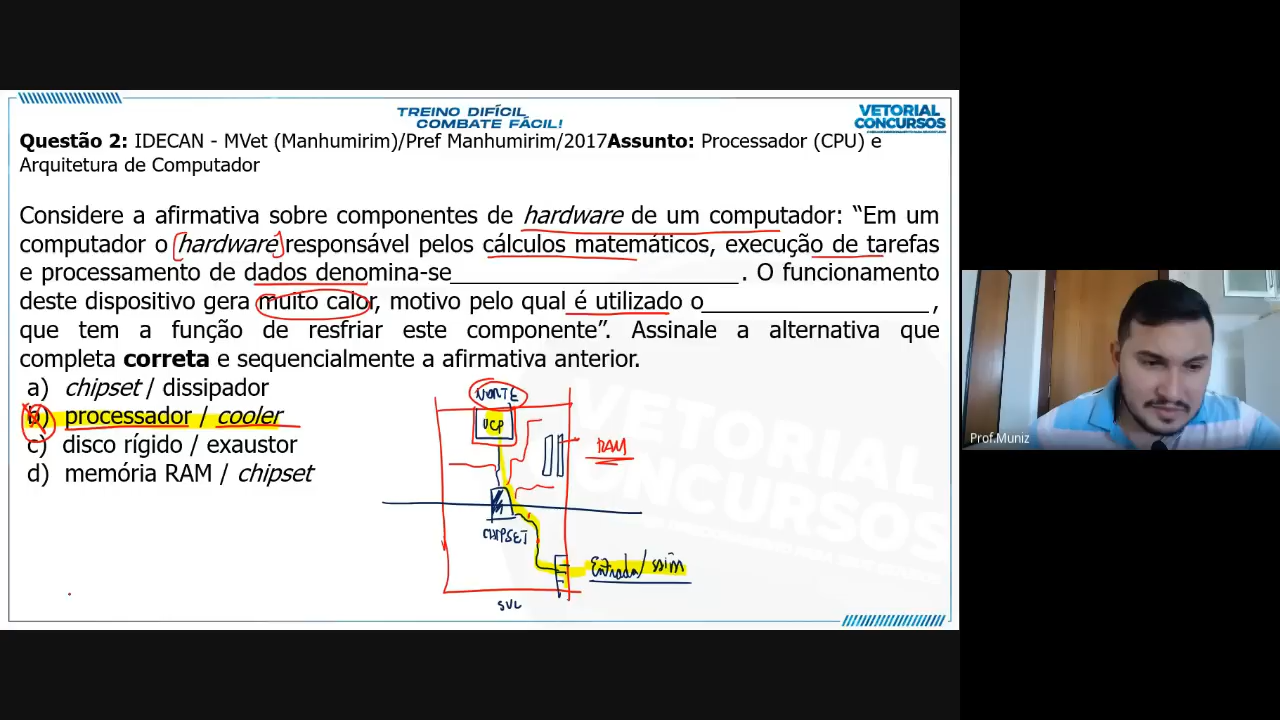 TREINO DIFÍCIL
COMBATE FÁCIL!
VETORIAL
CONCURSOS
Questão 2: IDECAN - MVet (Manhumirim)/Pref Manhumirim/2017Assunto: Processador (CPU) e
Arquitetura de Computador
Considere a afirmativa sobre componentes de hardware de um computador: “Em um
computador o hardware responsável pelos cálculos matemáticos, execução de tarefas
e processamento de dados denomina-se_______________________. O funcionamento
deste dispositivo gera muito calor, motivo pelo qual é utilizado o__________________,
que tem a função de resfriar este componente”. Assinale a alternativa que
completa correta e sequencialmente a afirmativa anterior.
a) chipset / dissipador
b) processador / cooler
c) disco rígido / exaustor
d) memória RAM / chipset
NORTE
UCP
RAM
CHIPSET
Entrada/
SUL
VETORIAL
CONCURSOS
Prof.Muniz